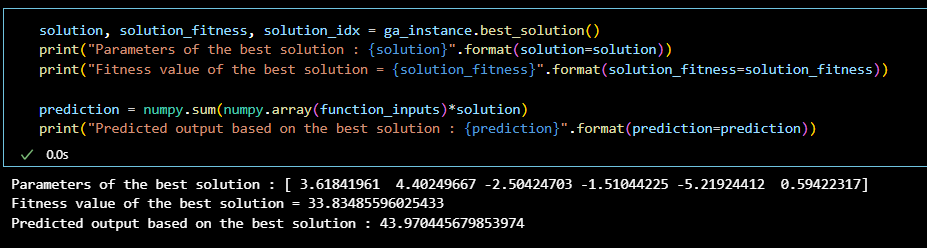 solution, solution_fitness, solution_idx = ga_instance.best_solution()
print("Parameters of the best solution : {solution}".format(solution=solution))
print("Fitness value of the best solution = {solution_fitness}".format(solution_fitness=solution_fitness))
prediction = numpy.sum(numpy.array(function_inputs)*solution)
print("Predicted output based on the best solution : {prediction}".format(prediction=prediction))
0.0s
Parameters of the best solution : [ 3.61841961  4.40249667 -2.50424703 -1.51044225 -5.21924412  0.59422317]
Fitness value of the best solution = 33.83485596025433
Predicted output based on the best solution : 43.970445679853974